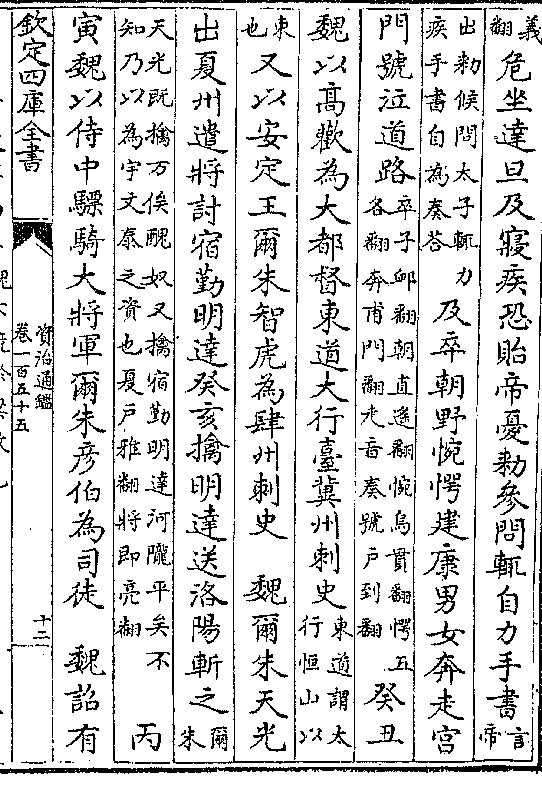 義翻危坐達旦及寢疾恐貽帝憂勑參問輒自力手書言帝
出勑候問太子輒力疾手書自為奏荅及卒朝野惋愕建康男女奔走宮
門號泣道路卒子卹翻朝直遥翻惋烏貫翻愕五各翻奔甫門翻走音奏號戶到翻癸丑
魏以高歡為大都督東道大行臺冀州刺史東道謂太行恒山以
東也又以安定王爾朱智虎為肆州刺史　魏爾朱天光
出夏州遣將討宿勤明達癸亥擒明達送洛陽斬之爾朱
天光既擒万俟醜奴又擒宿勤明達河隴平矣不知乃以為宇文泰之資也夏戶雅翻將即亮翻　丙
寅魏以侍中驃騎大將軍爾朱彥伯為司徒　魏詔有
欽定四庫全書
資治通鑑
卷一百五十五
十二